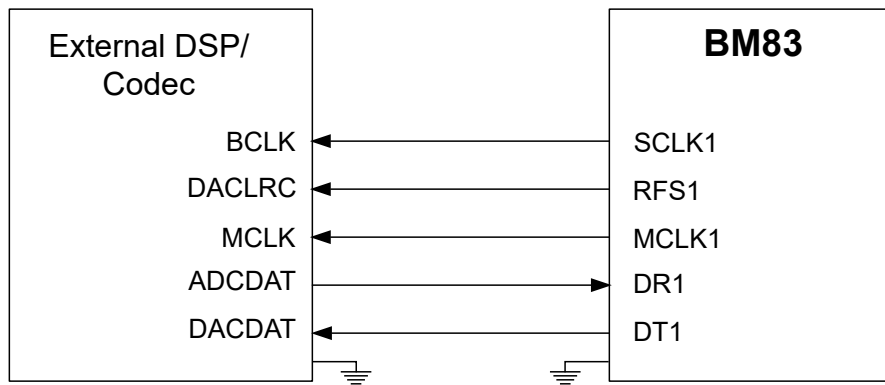 External DSP/
Codec
BM83
BCLK
SCLK1
DACLRC
RFS1
MCLK
MCLK1
ADCDAT
DR1
DACDAT
DT1